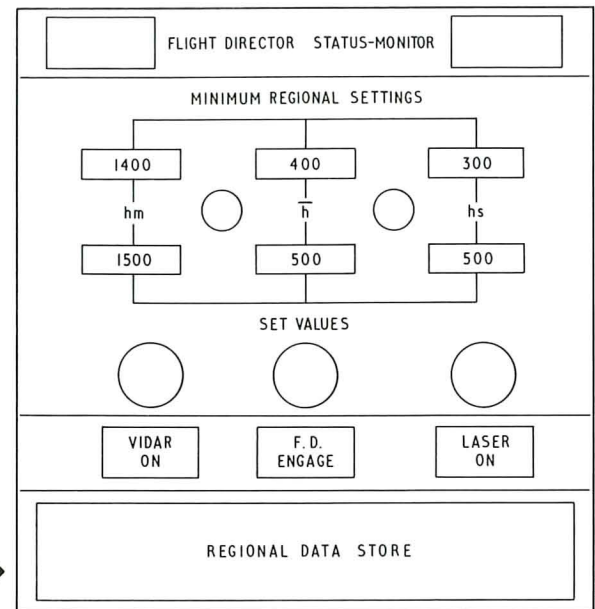 FLIGHT DIRECTOR STATUS-MONITOR
MINIMUM REGIONAL SETTINGS
1400 400 300
hm h̅ hs
1500 500 500
SET VALUES
VIDAR ON
F.D. ENGAGE
LASER ON
REGIONAL DATA STORE